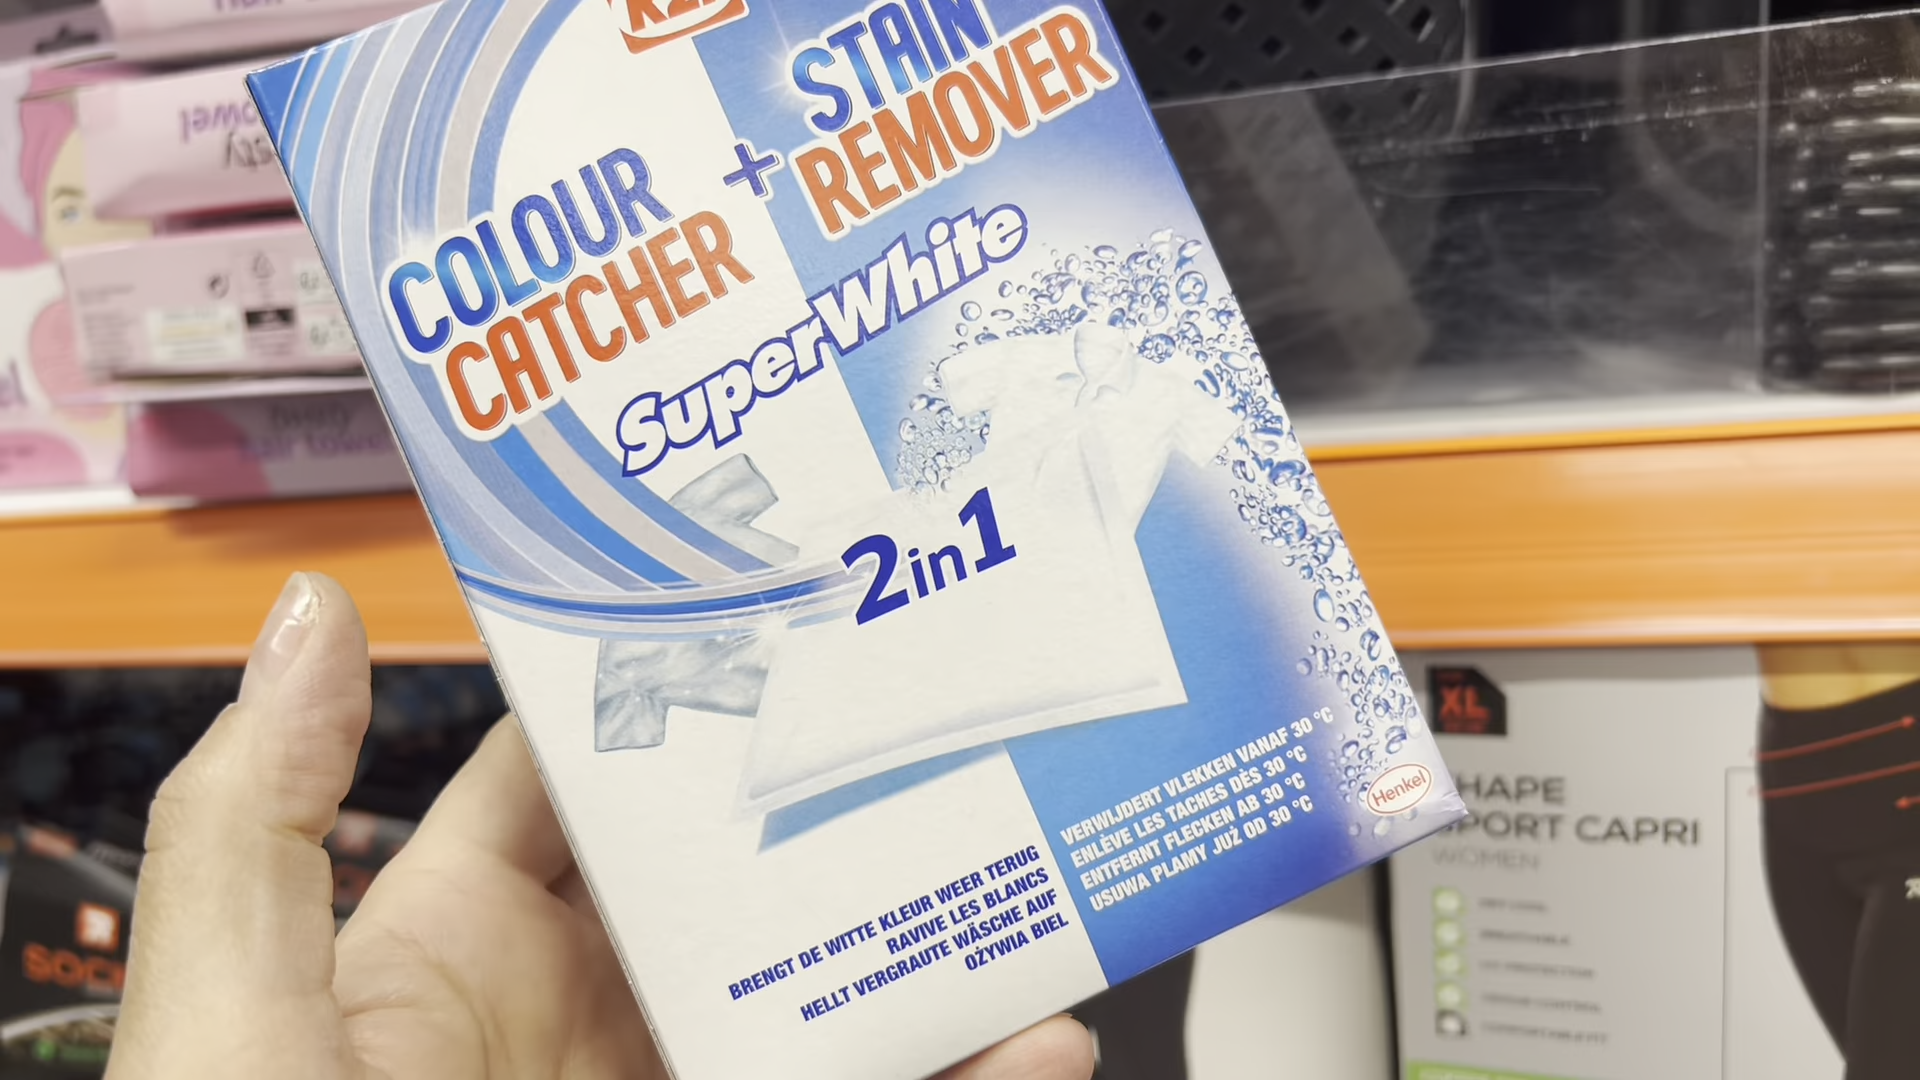 K2r
STAIN
REMOVER
+
COLOUR
CATCHER
SuperWhite
2in1
VERWIJDERT VLEKKEN VANAF 30 °C
ENLÈVE LES TACHES DÈS 30 °C
ENTFERNT FLECKEN AB 30 °C
USUWA PLAMY JUŻ OD 30 °C
Henkel
BRENGT DE WITTE KLEUR WEER TERUG
RAVIVE LES BLANCS
HELLT VERGRAUTE WÄSCHE AUF
OŻYWIA BIEL
hair towel
XL
SHAPE
SPORT CAPRI
WOMEN